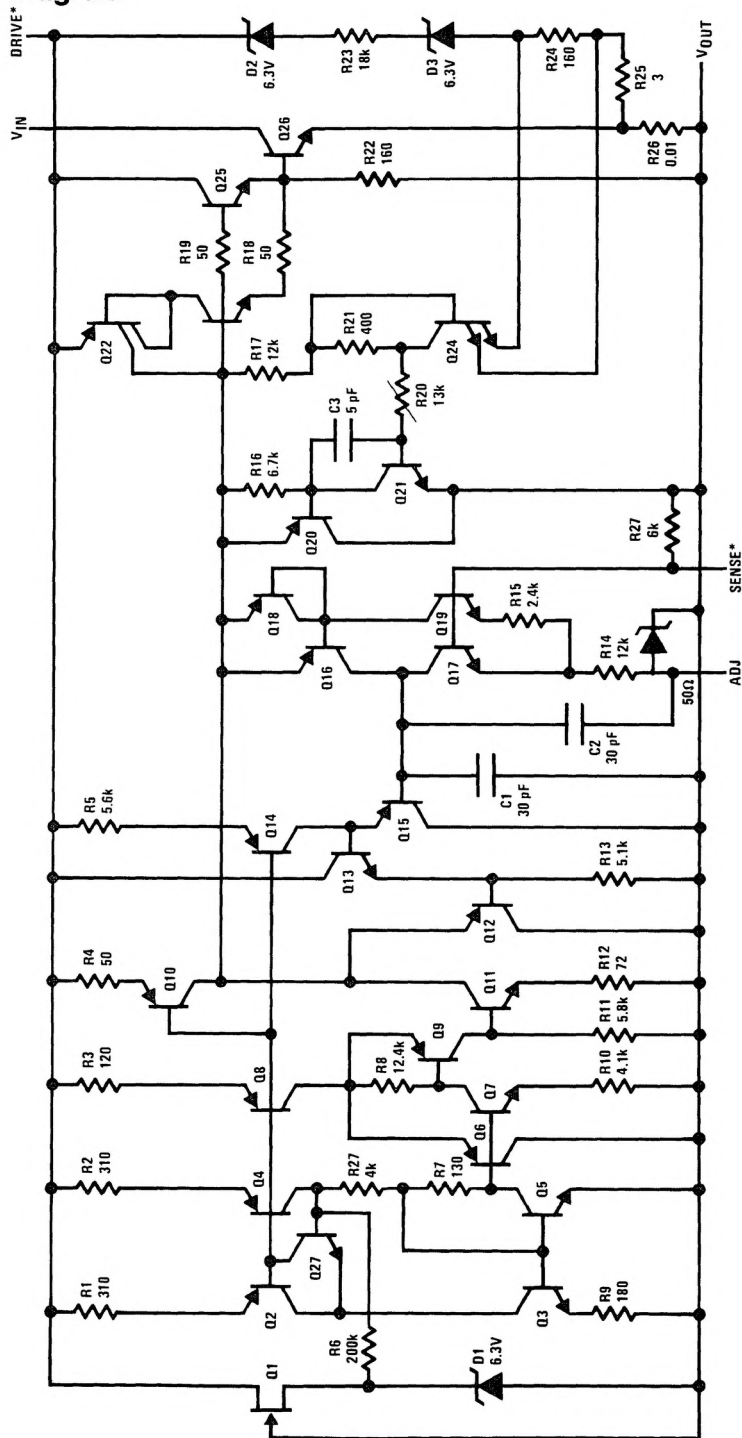 DRIVE*
VIN
D2
6.3V
R23
18k
D3
6.3V
R24
160
R25
3
Q26
R26
0.01
VOUT
Q25
R22
160
R19
50
R18
50
Q22
R17
12k
R21
400
Q24
R20
13k
C3
5 pF
R16
6.7k
Q20
Q21
R27
6k
SENSE*
Q18
Q16
Q19
R15
2.4k
Q17
R14
12k
50Ω
ADJ
C2
30 pF
C1
30 pF
R5
5.6k
Q14
Q15
Q13
R13
5.1k
Q12
R4
50
Q10
Q11
R12
72
R11
5.8k
Q9
R3
120
Q8
R8
12.4k
Q7
R10
4.1k
Q6
R2
310
Q4
R27
4k
R7
130
Q5
Q27
R1
310
Q2
Q3
R9
180
Q1
R6
200k
D1
6.3V